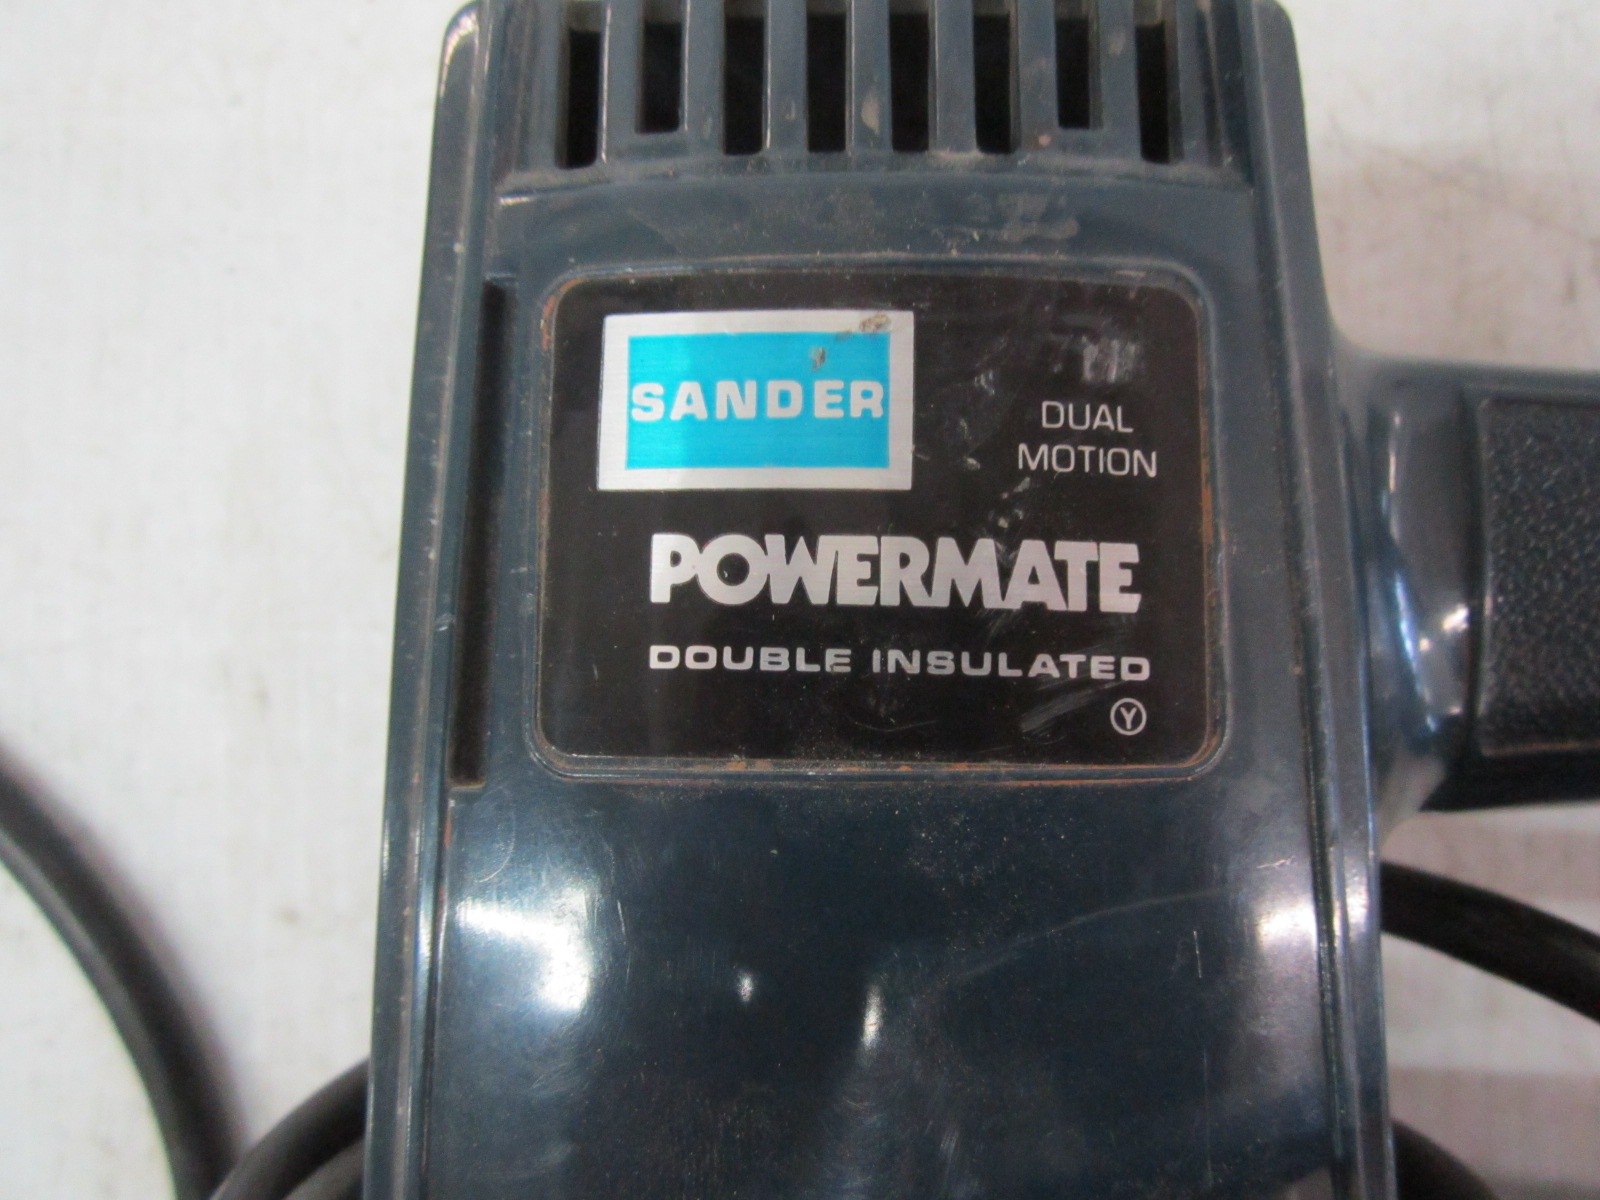 SANDER
DUAL
MOTION
POWERMATE
DOUBLE INSULATED
Y